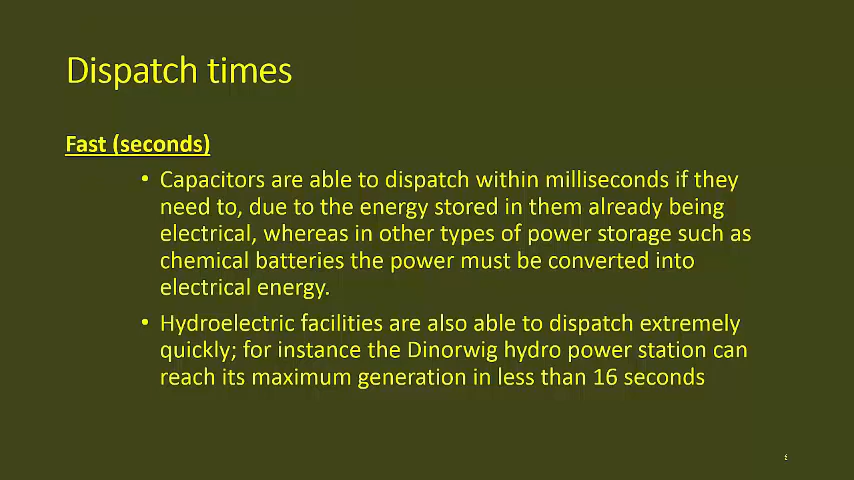 Dispatch times
Fast (seconds)
• Capacitors are able to dispatch within milliseconds if they
need to, due to the energy stored in them already being
electrical, whereas in other types of power storage such as
chemical batteries the power must be converted into
electrical energy.
• Hydroelectric facilities are also able to dispatch extremely
quickly; for instance the Dinorwig hydro power station can
reach its maximum generation in less than 16 seconds